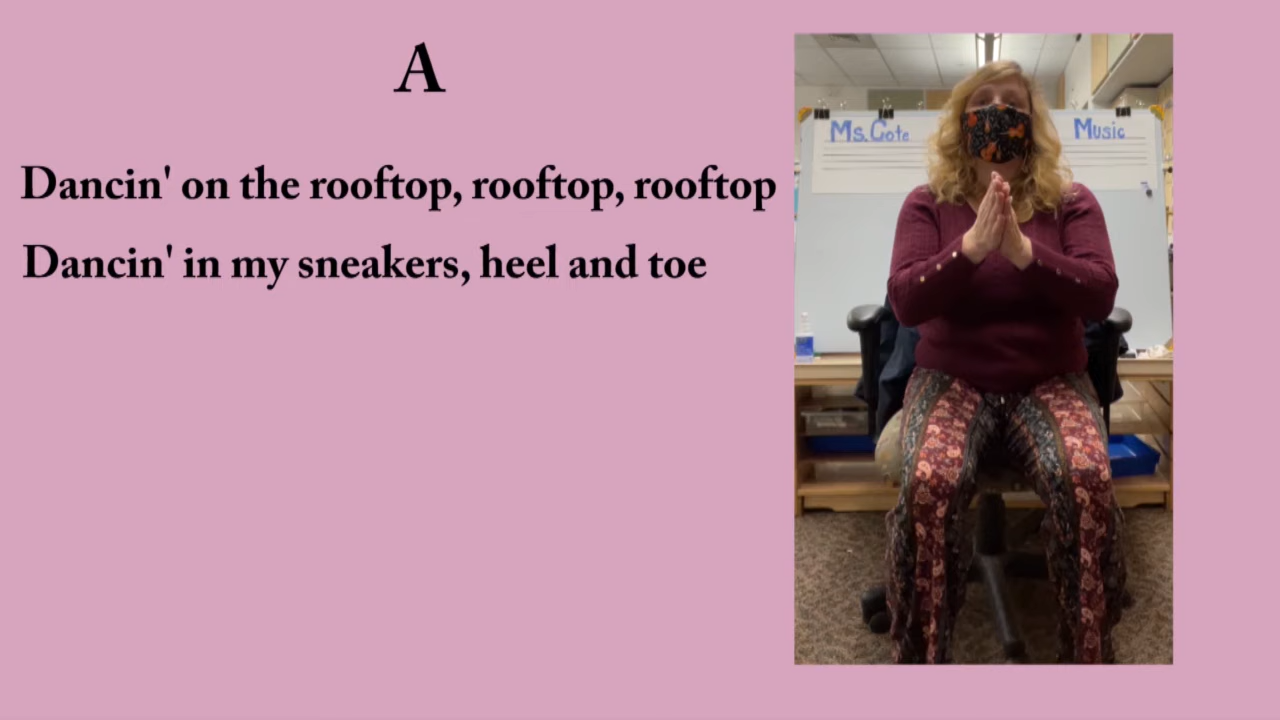 A
Dancin' on the rooftop, rooftop, rooftop
Dancin' in my sneakers, heel and toe
Ms. Cote
Music